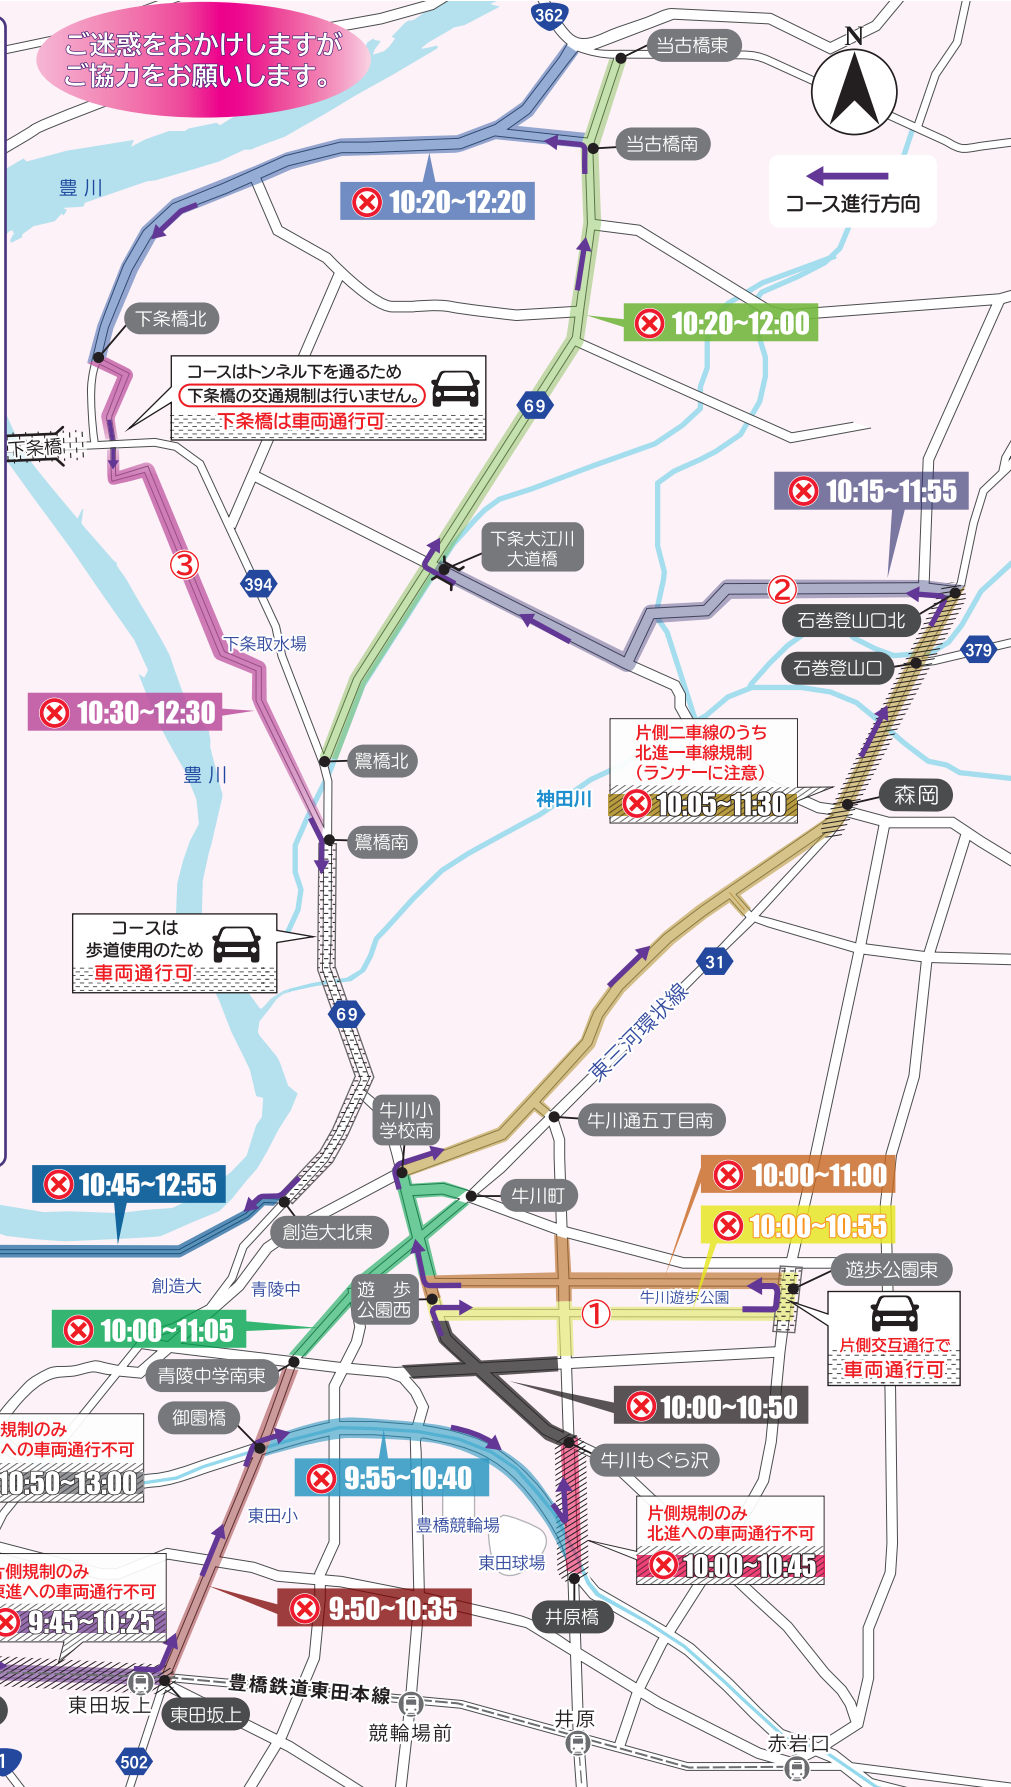 ご迷惑をおかけしますが
ご協力をお願いします。
362
当古橋東
N
当古橋南
豊川
10:20~12:20
コース進行方向
下条橋北
10:20~12:00
コースはトンネル下を通るため
下条橋の交通規制は行いません。
下条橋は車両通行可
69
下条橋
10:15~11:55
下条大江川
大道橋
③
394
②
石巻登山口北
下条取水場
379
石巻登山口
10:30~12:30
片側二車線のうち
北進一車線規制
(ランナーに注意)
10:05~11:30
鷺橋北
豊川
神田川
森岡
鷺橋南
コースは
歩道使用のため
車両通行可
31
69
東三河環状線
牛川小
学校南
牛川通五丁目南
10:45~12:55
10:00~11:00
牛川町
10:00~10:55
創造大北東
遊歩公園東
創造大
青陵中
遊歩
公園西
牛川遊歩公園
①
10:00~11:05
片側交互通行で
車両通行可
青陵中学南東
10:00~10:50
御園橋
規制のみ
への車両通行不可
10:50~13:00
牛川もぐら沢
9:55~10:40
東田小
豊橋競輪場
東田球場
片側規制のみ
北進への車両通行不可
10:00~10:45
片側規制のみ
東進への車両通行不可
9:45~10:25
9:50~10:35
井原橋
豊橋鉄道東田本線
東田坂上
東田坂上
競輪場前
井原
赤岩口
502
1